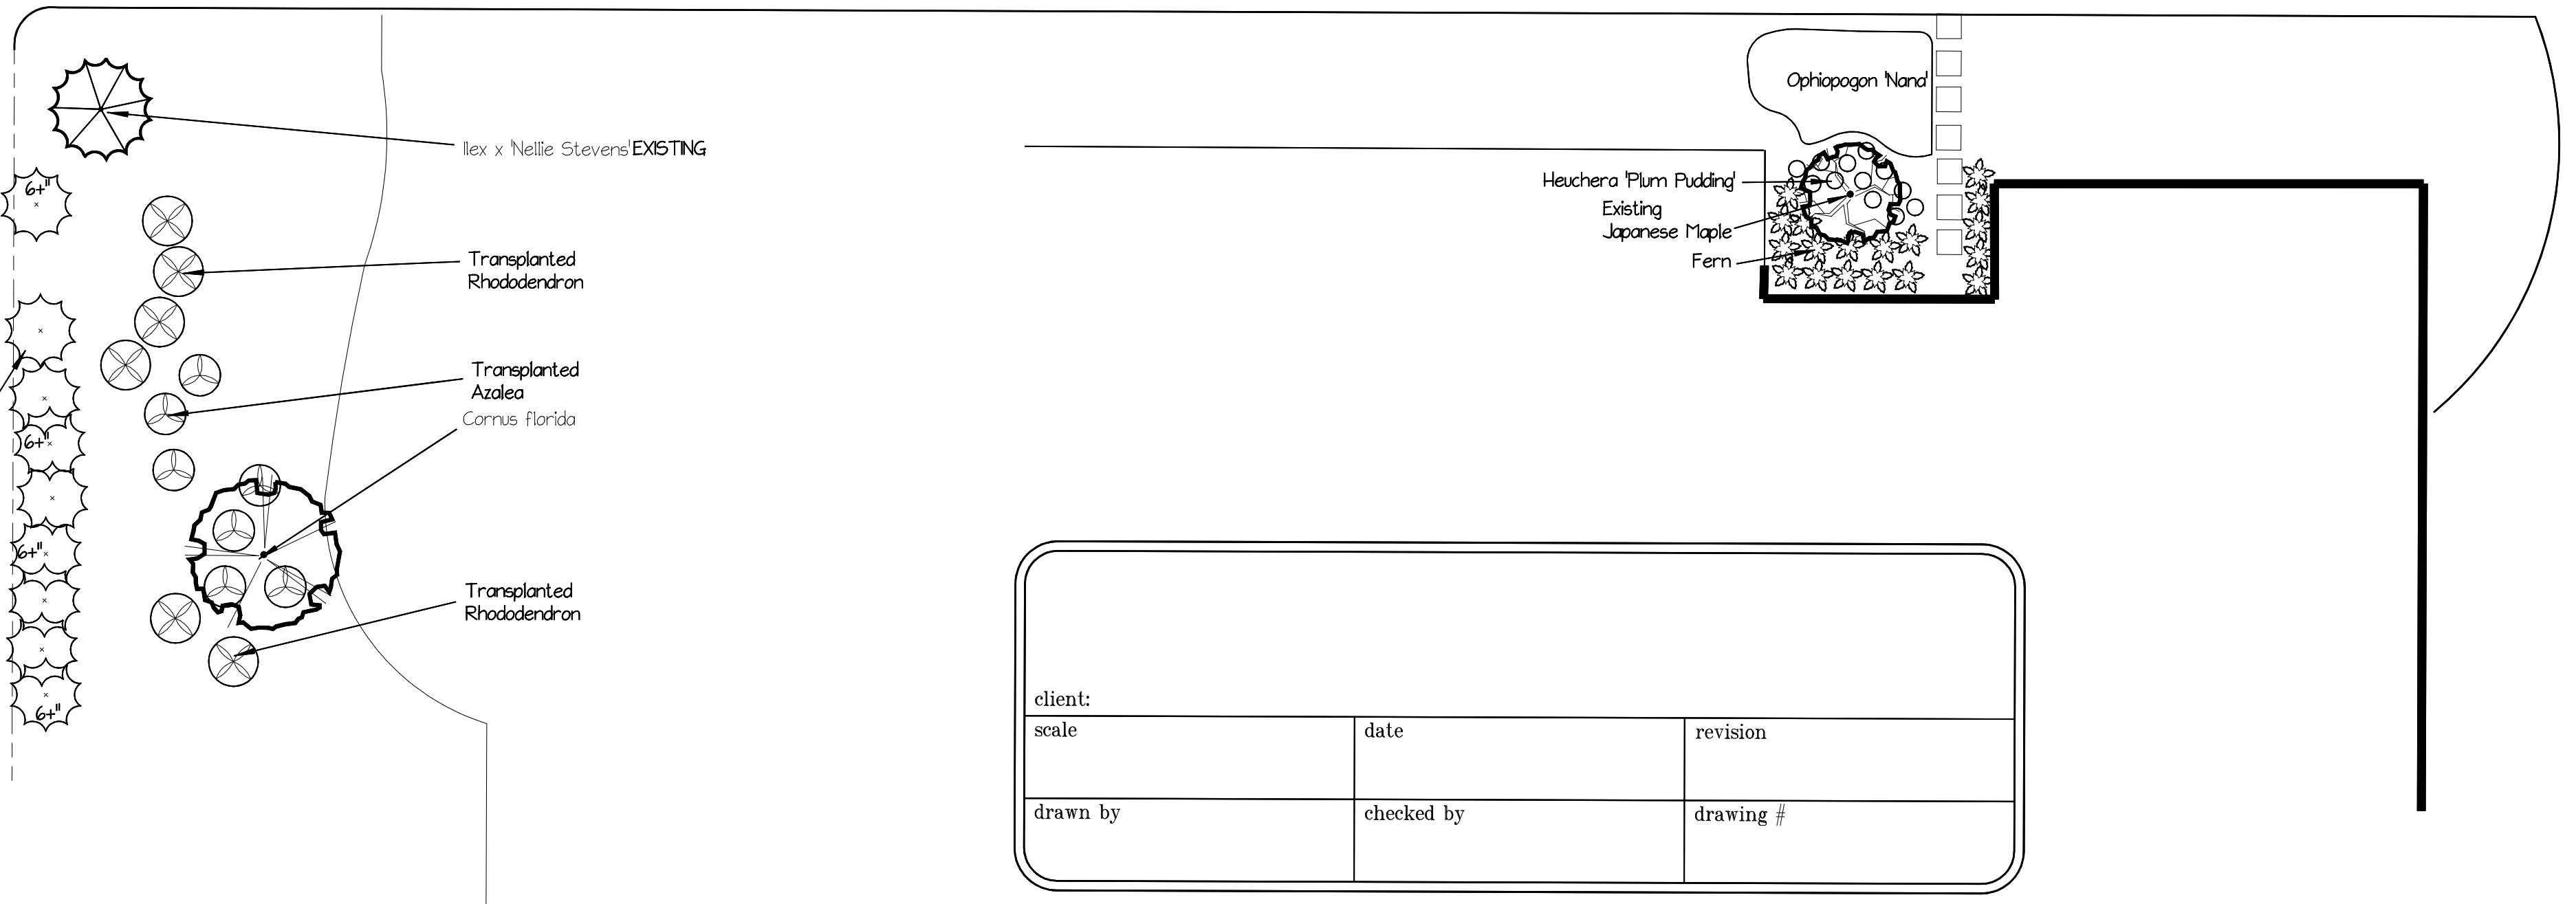 Ilex x 'Nellie Stevens'EXISTING
6+"
Transplanted
Rhododendron
Transplanted
Azalea
Cornus florida
6+"
6+"
Transplanted
Rhododendron
6+"
Ophiopogon 'Nana'
Heuchera 'Plum Pudding'
Existing
Japanese Maple
Fern
client:
scale
date
revision
drawn by
checked by
drawing #